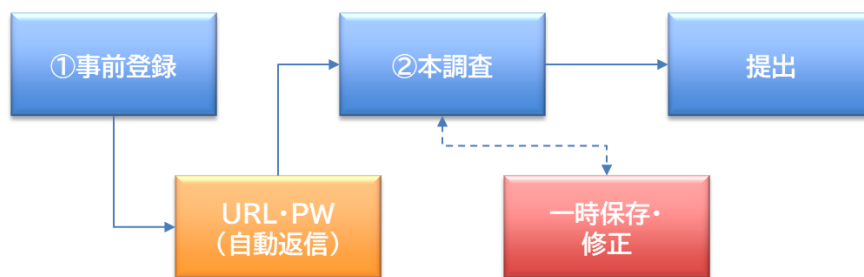 ①事前登録
②本調査
提出
URL・PW
（自動返信）
一時保存・
修正